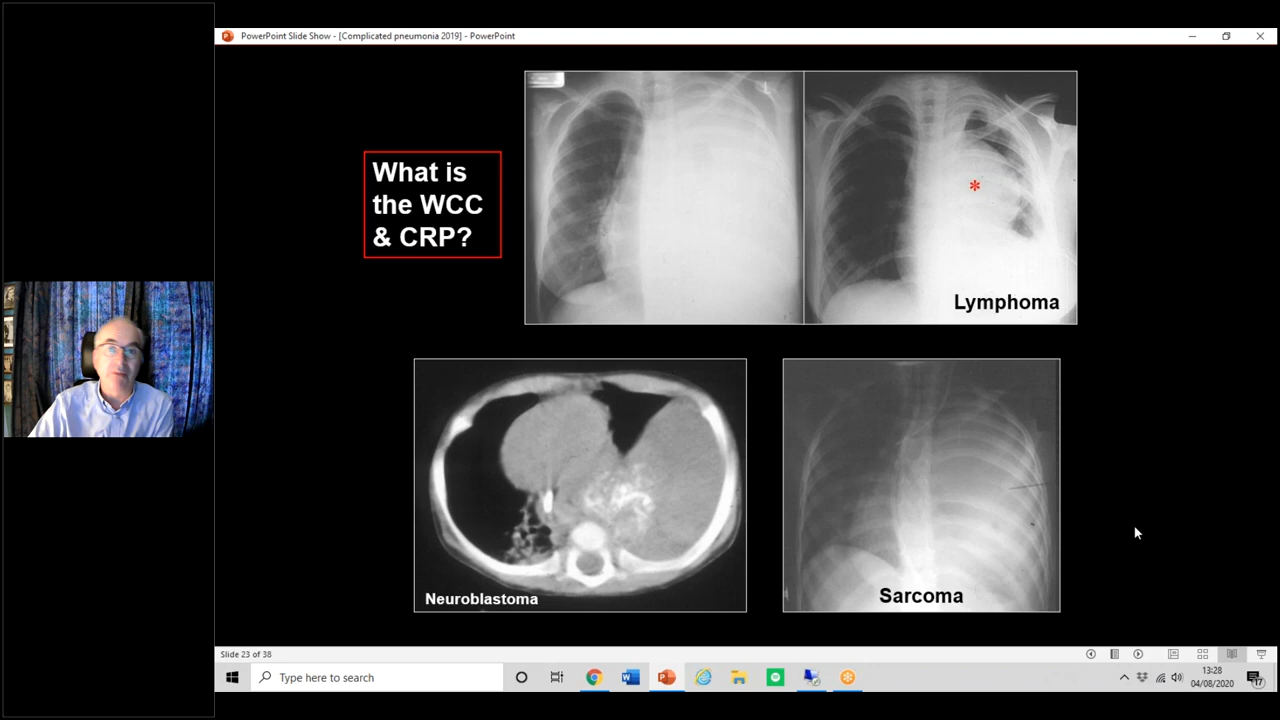 PowerPoint Slide Show - [Complicated pneumonia 2019] - PowerPoint
What is
the WCC
& CRP?
L
*
Lymphoma
Neuroblastoma
Sarcoma
Slide 23 of 38
Type here to search
13:28
04/08/2020
17